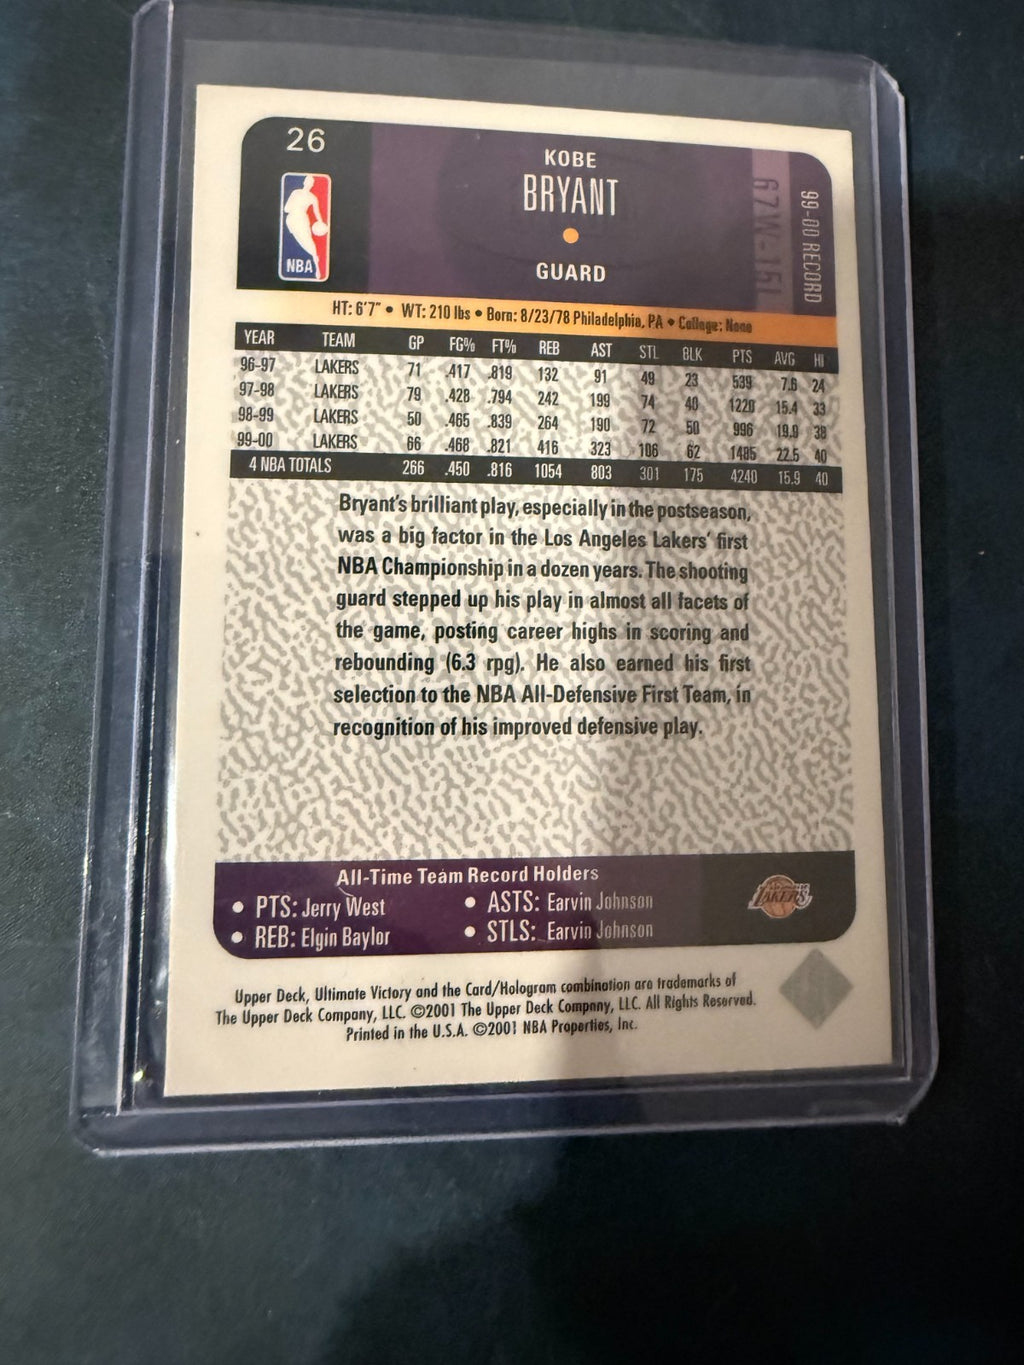 26
KOBE
BRYANT
GUARD
67W-15L
99-00 RECORD
NBA
HT: 6'7" • WT: 210 lbs • Born: 8/23/78 Philadelphia, PA • College: None
YEAR TEAM GP FG% FT% REB AST STL BLK PTS AVG HI
96-97 LAKERS 71 .417 .819 132 91 49 23 539 7.6 24
97-98 LAKERS 79 .428 .794 242 199 74 40 1220 15.4 33
98-99 LAKERS 50 .465 .839 264 190 72 50 996 19.9 38
99-00 LAKERS 66 .468 .821 416 323 106 62 1485 22.5 40
4 NBA TOTALS 266 .450 .816 1054 803 301 175 4240 15.9 40
Bryant's brilliant play, especially in the postseason,
was a big factor in the Los Angeles Lakers' first
NBA Championship in a dozen years. The shooting
guard stepped up his play in almost all facets of
the game, posting career highs in scoring and
rebounding (6.3 rpg). He also earned his first
selection to the NBA All-Defensive First Team, in
recognition of his improved defensive play.
All-Time Team Record Holders
• PTS: Jerry West • ASTS: Earvin Johnson
• REB: Elgin Baylor • STLS: Earvin Johnson
LAKERS
Upper Deck, Ultimate Victory and the Card/Hologram combination are trademarks of
The Upper Deck Company, LLC. ©2001 The Upper Deck Company, LLC. All Rights Reserved.
Printed in the U.S.A. ©2001 NBA Properties, Inc.